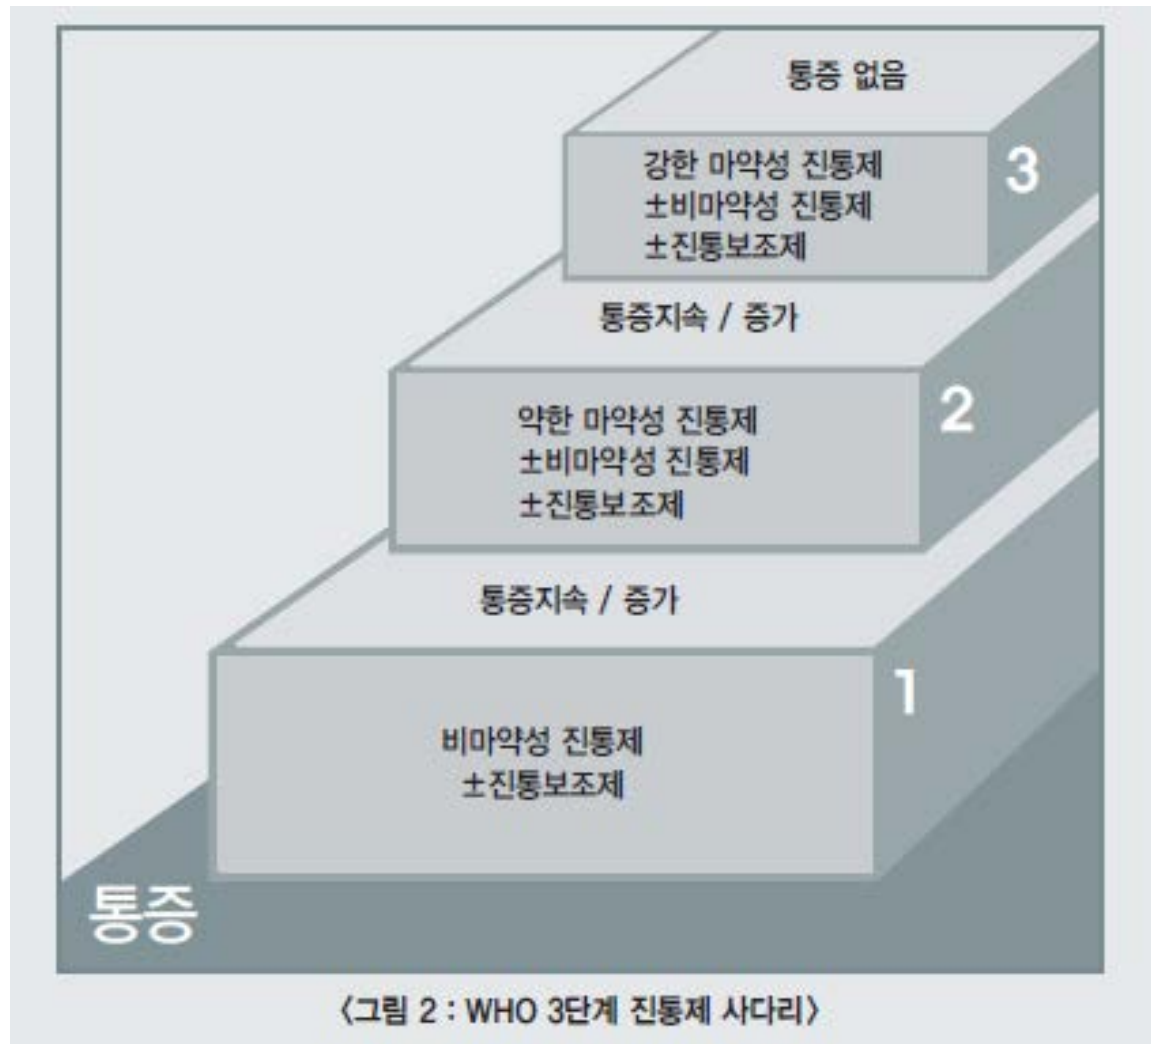 통증 없음
강한 마약성 진통제
±비마약성 진통제
±진통보조제
3
통증지속 / 증가
약한 마약성 진통제
±비마약성 진통제
±진통보조제
2
통증지속 / 증가
비마약성 진통제
±진통보조제
1
통증
〈그림 2 : WHO 3단계 진통제 사다리〉